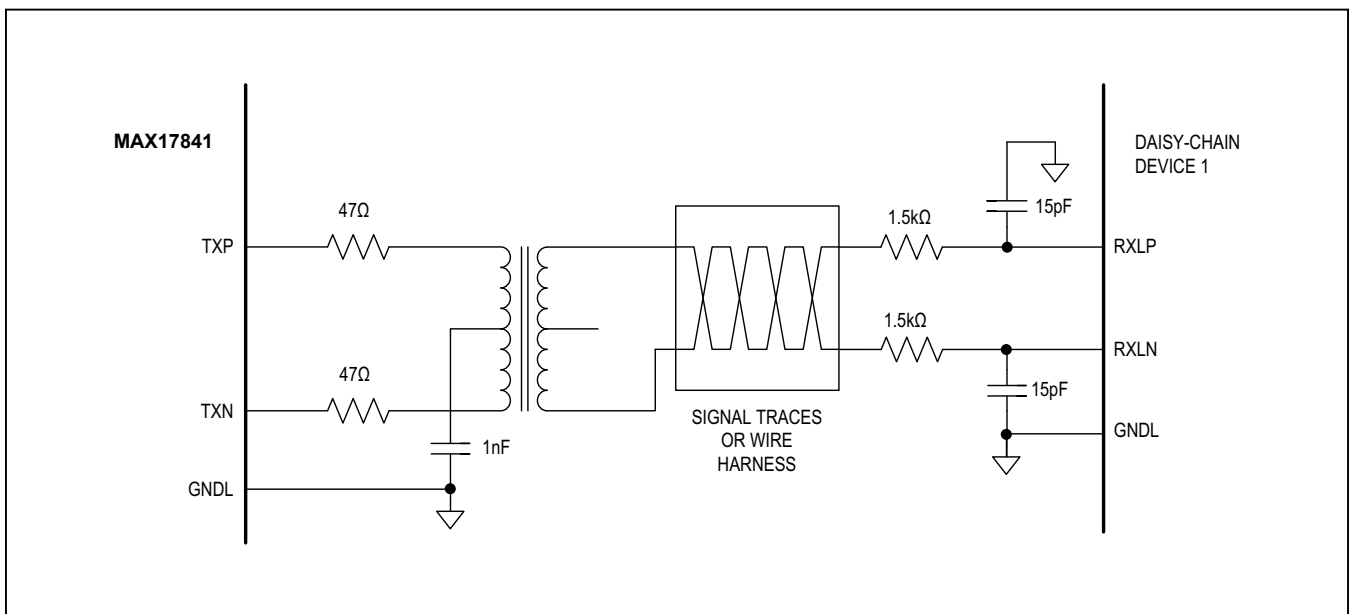 MAX17841
DAISY-CHAIN
DEVICE 1
47Ω
1.5kΩ
15pF
TXP
RXLP
1.5kΩ
RXLN
47Ω
15pF
TXN
SIGNAL TRACES
OR WIRE
HARNESS
GNDL
1nF
GNDL